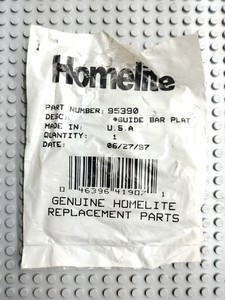 Homelite
PART NUMBER: 95390
DESC: *GUIDE BAR PLAT
MADE IN: U.S.A
QUANTITY: 1
DATE: 06/27/97
0 46396 41902 1
GENUINE HOMELITE
REPLACEMENT PARTS